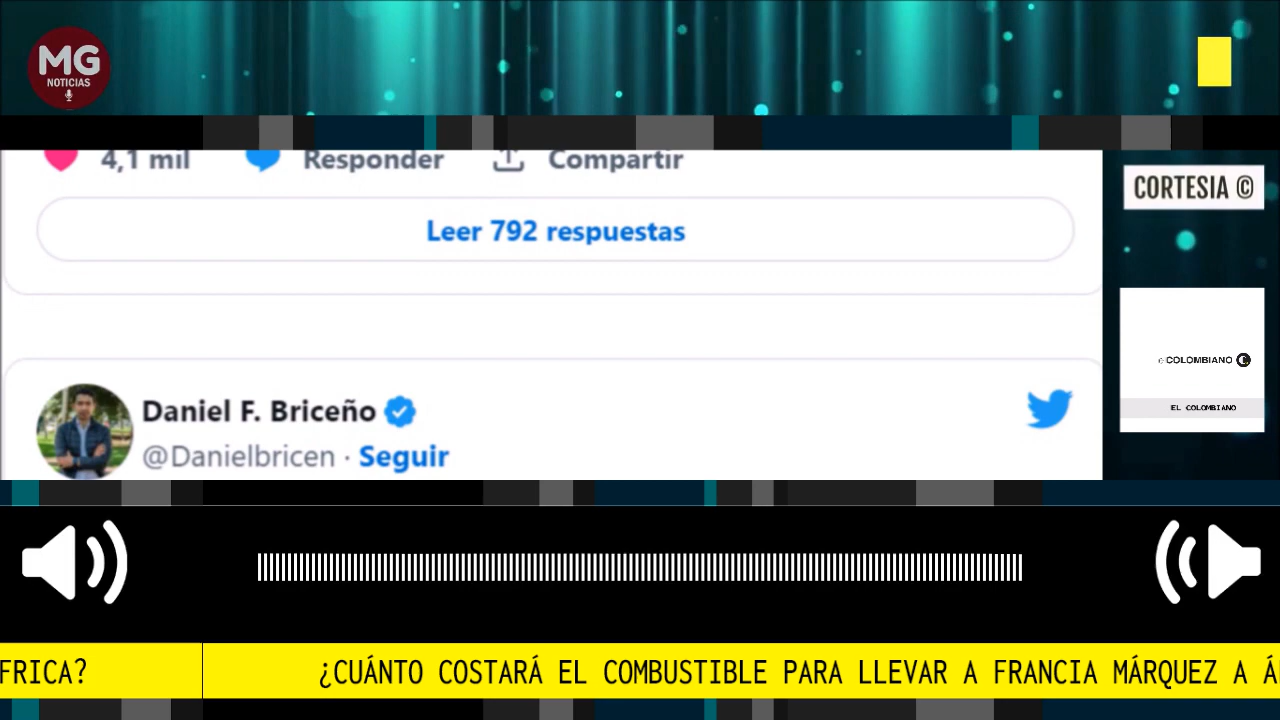 MG
NOTICIAS
4,1 mil Responder Compartir
CORTESIA ©
Leer 792 respuestas
Daniel F. Briceño
@Danielbricen · Seguir
COLOMBIANO
EL COLOMBIANO
FRICA? ¿CUÁNTO COSTARÁ EL COMBUSTIBLE PARA LLEVAR A FRANCIA MÁRQUEZ A Á